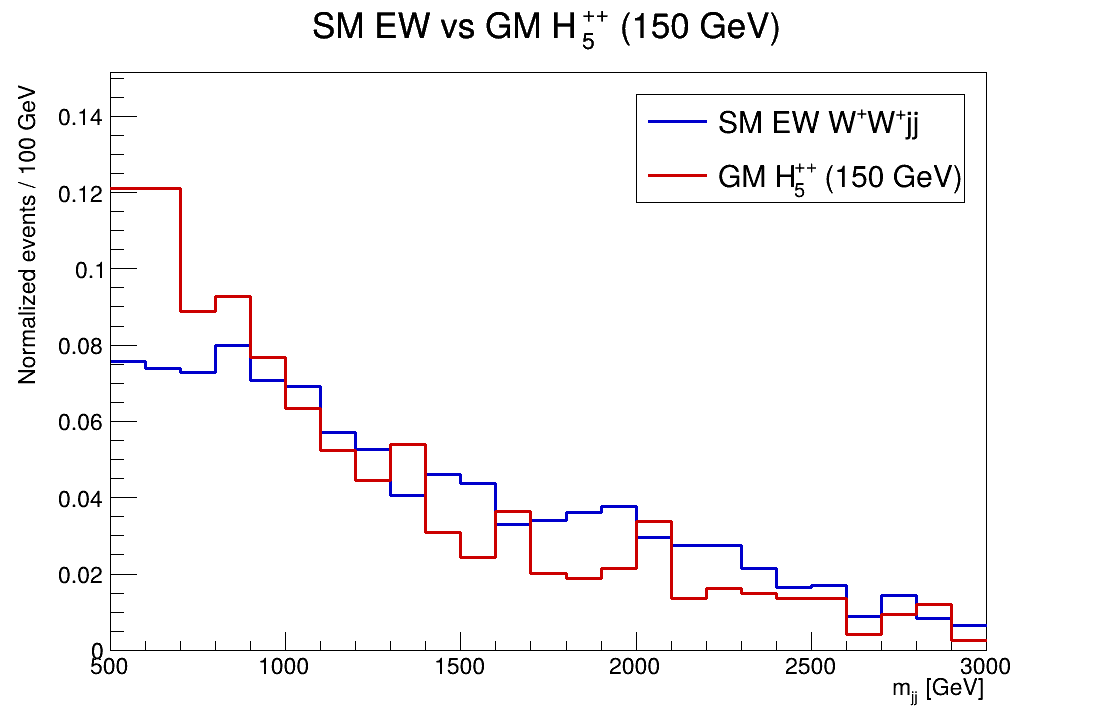 SM EW vs GM H₅⁺⁺ (150 GeV)
Normalized events / 100 GeV
0.14
0.12
0.1
0.08
0.06
0.04
0.02
0
SM EW W⁺W⁺jj
GM H₅⁺⁺ (150 GeV)
500 1000 1500 2000 2500 3000
m_jj [GeV]